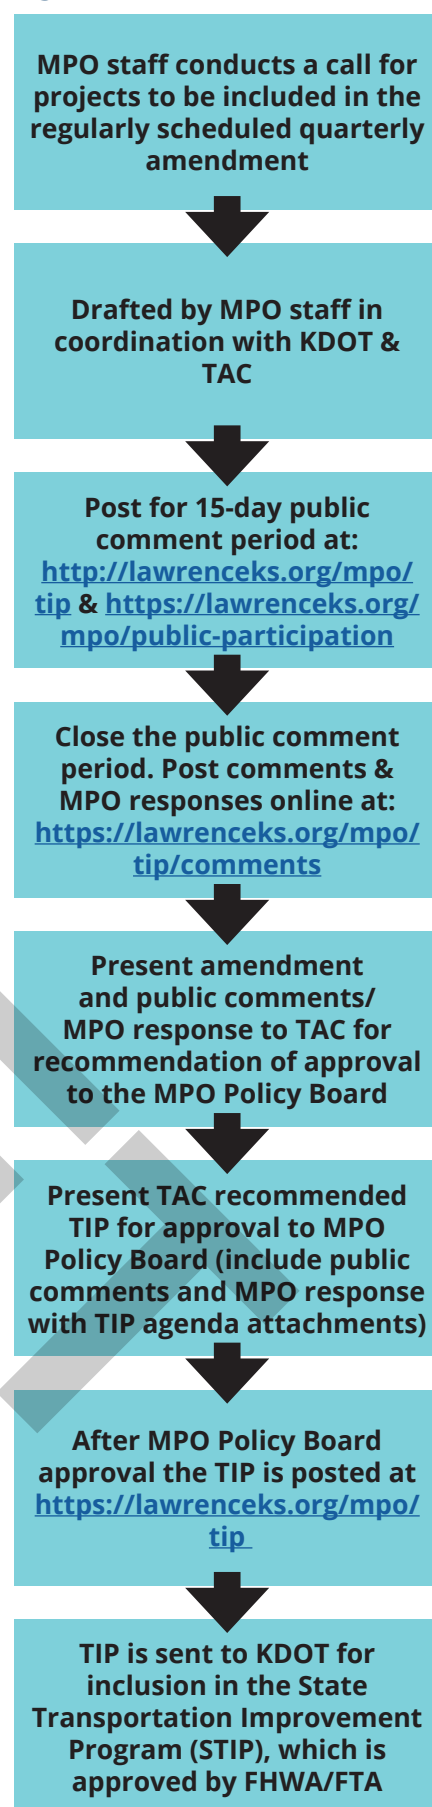 MPO staff conducts a call for
projects to be included in the
regularly scheduled quarterly
amendment
Drafted by MPO staff in
coordination with KDOT &
TAC
Post for 15-day public
comment period at:
http://lawrenceks.org/mpo/
tip & https://lawrenceks.org/
mpo/public-participation
Close the public comment
period. Post comments &
MPO responses online at:
https://lawrenceks.org/mpo/
tip/comments
Present amendment
and public comments/
MPO response to TAC for
recommendation of approval
to the MPO Policy Board
Present TAC recommended
TIP for approval to MPO
Policy Board (include public
comments and MPO response
with TIP agenda attachments)
After MPO Policy Board
approval the TIP is posted at
https://lawrenceks.org/mpo/
tip
TIP is sent to KDOT for
inclusion in the State
Transportation Improvement
Program (STIP), which is
approved by FHWA/FTA